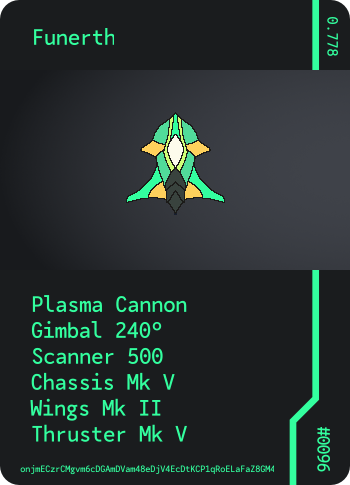 Funerth
0.778
Plasma Cannon
Gimbal 240°
Scanner 500
Chassis Mk V
Wings Mk II
Thruster Mk V
#0096
onjmECzrCMgvm6cDGAmDVam48eDjV4EcDtKCP1qRoELaFaZ8GM4